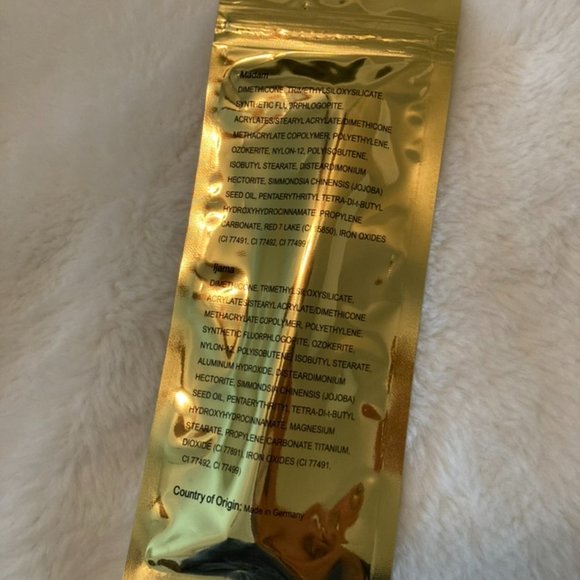 Madam
DIMETHICONE, TRIMETHYLSILOXYSILICATE
SYNTHETIC FLUORPHLOGOPITE,
ACRYLATES/STEARYL ACRYLATE/DIMETHICONE
METHACRYLATE COPOLYMER, POLYETHYLENE,
OZOKERITE, NYLON-12, POLYISOBUTENE,
ISOBUTYL STEARATE, DISTEARDIMONIUM
HECTORITE, SIMMONDSIA CHINENSIS (JOJOBA)
SEED OIL, PENTAERYTHRITYL TETRA-DI-t-BUTYL
HYDROXYHYDROCINNAMATE, PROPYLENE
CARBONATE, RED 7 LAKE (CI 15850), IRON OXIDES
(CI 77491, CI 77492, CI 77499)
Ijama
DIMETHICONE, TRIMETHYLSILOXYSILICATE,
ACRYLATES/STEARYL ACRYLATE/DIMETHICONE
METHACRYLATE COPOLYMER, POLYETHYLENE,
SYNTHETIC FLUORPHLOGOPITE, OZOKERITE,
NYLON-12, POLYISOBUTENE, ISOBUTYL STEARATE,
ALUMINUM HYDROXIDE, DISTEARDIMONIUM
HECTORITE, SIMMONDSIA CHINENSIS (JOJOBA)
SEED OIL, PENTAERYTHRITYL, TETRA-DI-t-BUTYL
HYDROXYHYDROCINNAMATE, MAGNESIUM
STEARATE, PROPYLENE CARBONATE TITANIUM,
DIOXIDE (CI 77891), IRON OXIDES (CI 77491,
CI 77492, CI 77499)
Country of Origin: Made in Germany